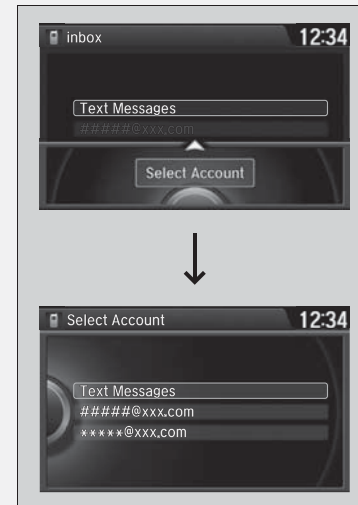 inbox
12:34
Text Messages
#####@xxx.com
Select Account
Select Account
12:34
Text Messages
#####@xxx.com
*****@xxx.com